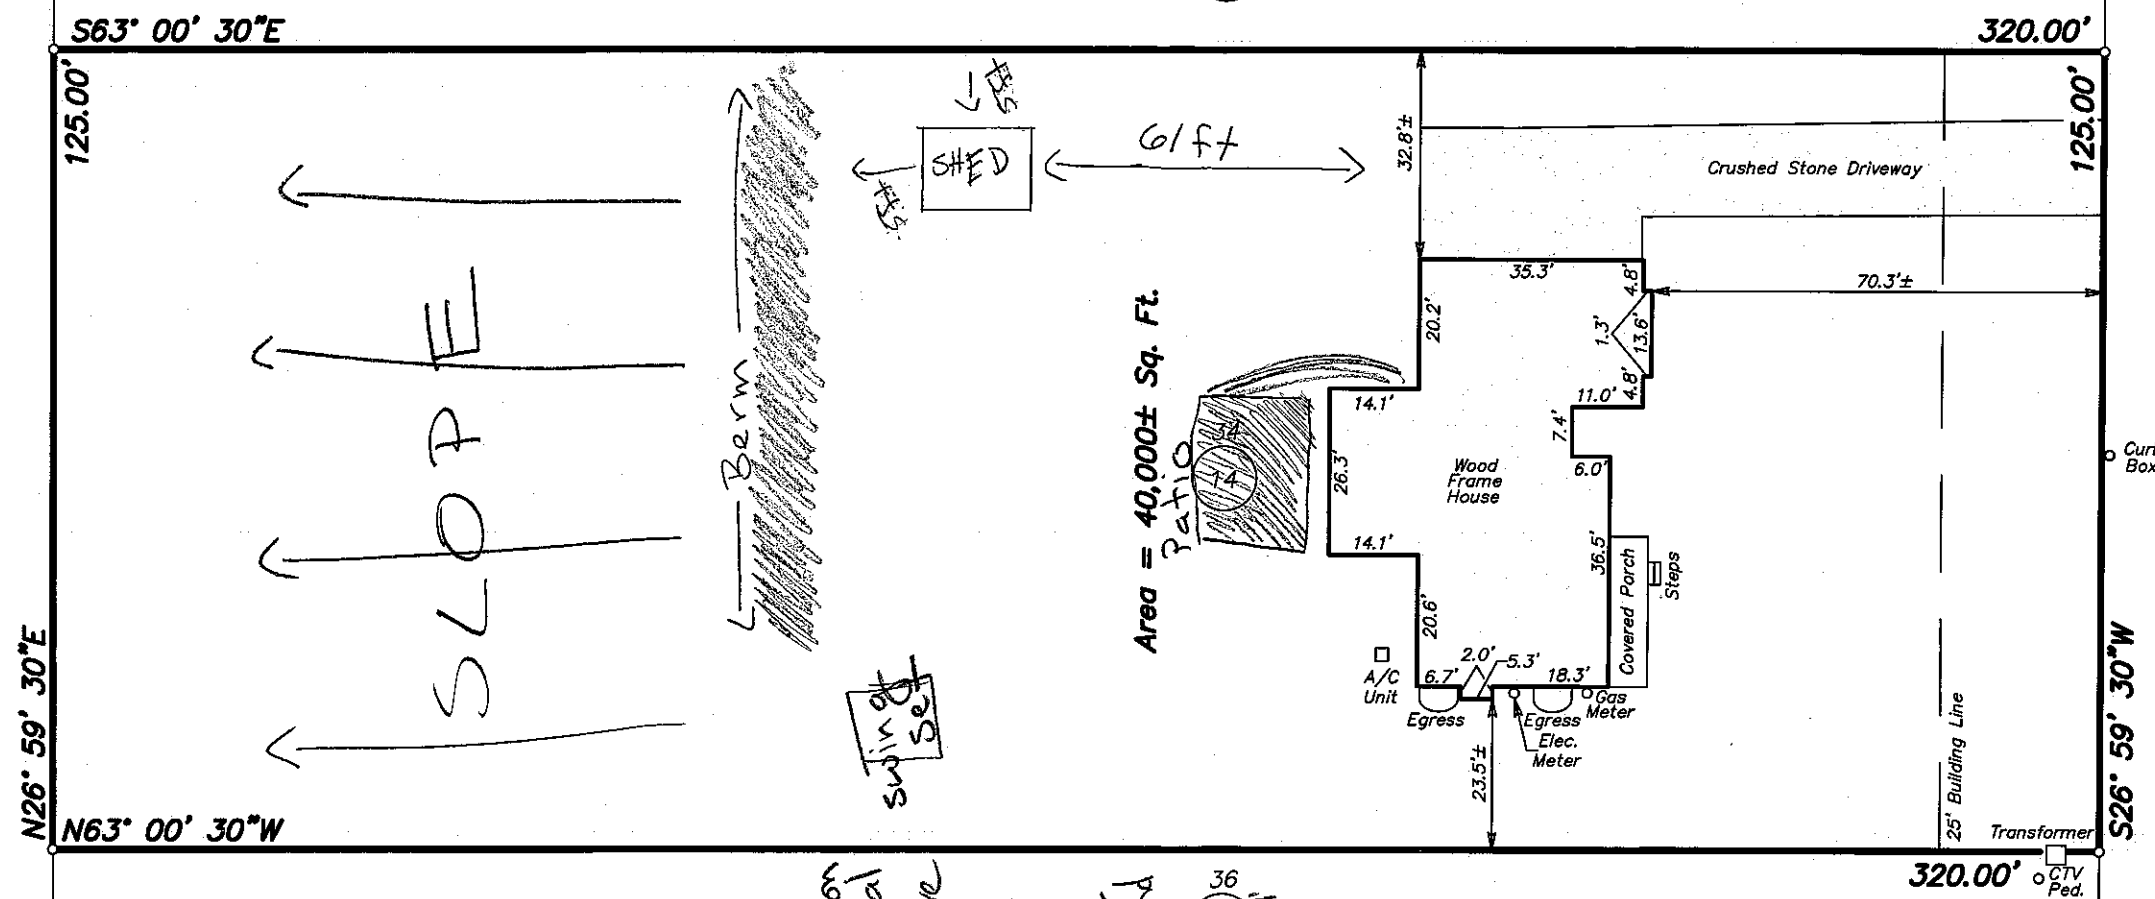 S63° 00' 30"E
320.00'
125.00'
125.00'
SHED
61 ft
32.8'±
Crushed Stone Driveway
35.3'
4.8'
70.3'±
20.2'
1.3'
13.6'
4.8'
11.0'
14.1'
7.4'
6.0'
SLOPE
Berm
Area = 40,000± Sq. Ft.
Patio
34
14
26.3'
Wood
Frame
House
14.1'
36.5'
Covered Porch
Steps
20.6'
A/C
Unit
6.7'
2.0'
5.3'
18.3'
Gas
Meter
Egress
Egress
Elec.
Meter
23.5'±
swing
set
25' Building Line
Box
N26° 59' 30"E
S26° 59' 30"W
N63° 00' 30"W
Transformer
320.00'
CTV
Ped.
36